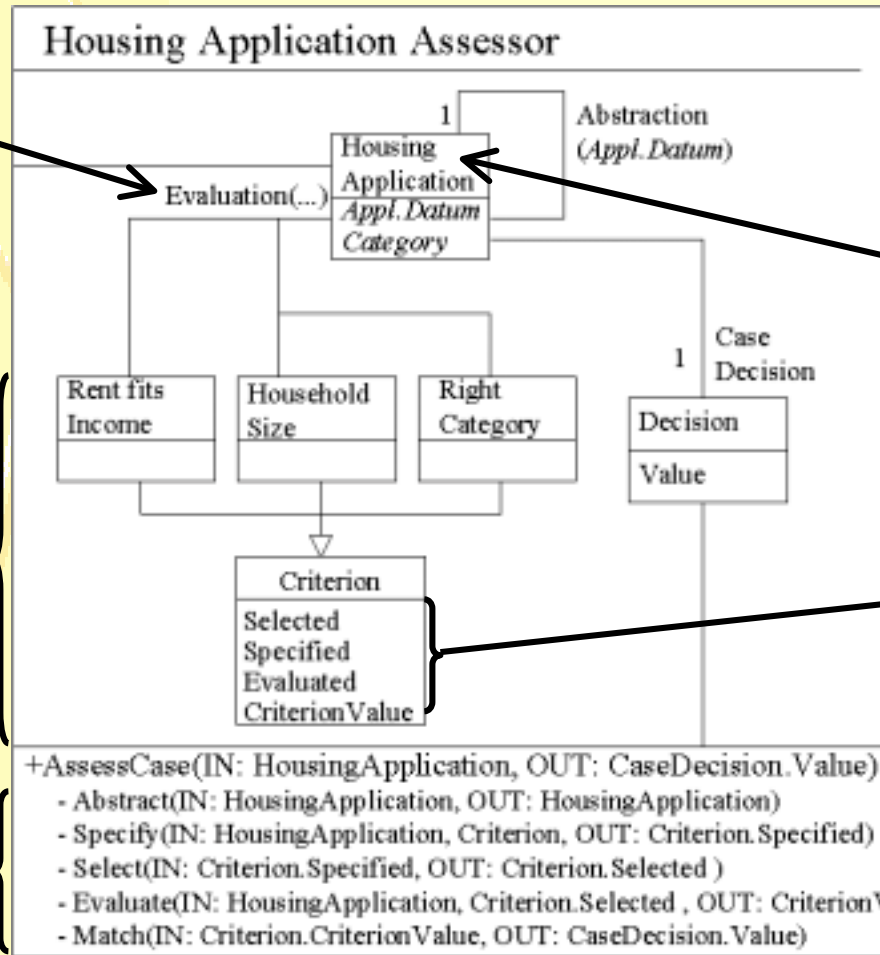 Housing Application Assessor
1
Abstraction
(Appl.Datum)
Housing
Application
Evaluation(...)
Appl.Datum
Category
Case
1
Decision
Rent fits
Income
Household
Size
Right
Category
Decision
Value
Criterion
Selected
Specified
Evaluated
CriterionValue
+AssessCase(IN: HousingApplication, OUT: CaseDecision.Value)
- Abstract(IN: HousingApplication, OUT: HousingApplication)
- Specify(IN: HousingApplication, Criterion, OUT: Criterion.Specified)
- Select(IN: Criterion.Specified, OUT: Criterion.Selected )
- Evaluate(IN: HousingApplication, Criterion.Selected , OUT: CriterionV
- Match(IN: Criterion.CriterionValue, OUT: CaseDecision.Value)